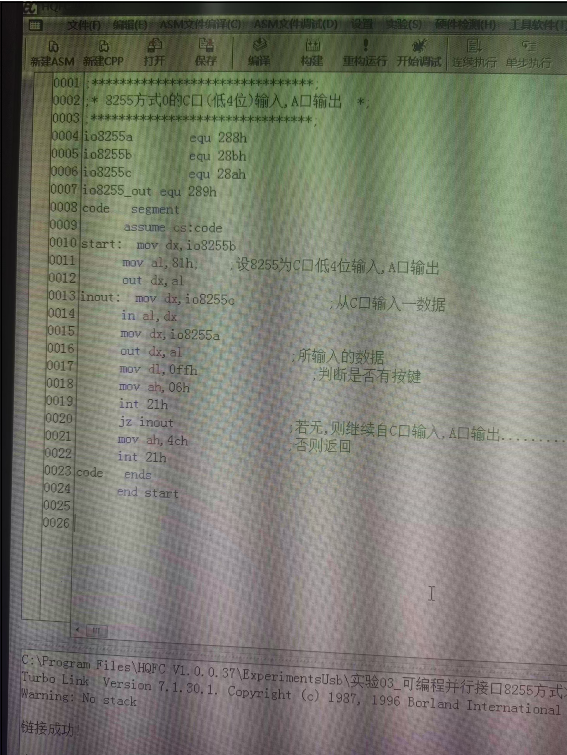 文件(F) 编辑(E) ASM文件编译(C) ASM文件调试(D) 设置 实验(S) 硬件检测(H) 工具软件(T)
新建ASM 新建CPP 打开 保存 编译 构建 重构运行 开始调试 连续执行 单步执行
0001 ;*******************************;
0002 ;* 8255方式0的C口(低4位)输入,A口输出 *;
0003 ;*******************************;
0004 io8255a equ 288h
0005 io8255b equ 28bh
0006 io8255c equ 28ah
0007 io8255_out equ 289h
0008 code segment
0009 assume cs:code
0010 start: mov dx,io8255b
0011 mov al,81h ;设8255为C口低4位输入,A口输出
0012 out dx,al
0013 inout: mov dx,io8255c ;从C口输入一数据
0014 in al,dx
0015 mov dx,io8255a
0016 out dx,al ;所输入的数据
0017 mov dl,0ffh ;判断是否有按键
0018 mov ah,06h
0019 int 21h
0020 jz inout ;若无,则继续自C口输入,A口输出.........
0021 mov ah,4ch ;否则返回
0022 int 21h
0023 code ends
0024 end start
0025
0026
C:\Program Files\HQFC V1.0.0.37\ExperimentsUsb\实验03_可编程并行接口8255方式
Turbo Link Version 7.1.30.1. Copyright (c) 1987, 1996 Borland International
Warning: No stack
链接成功!